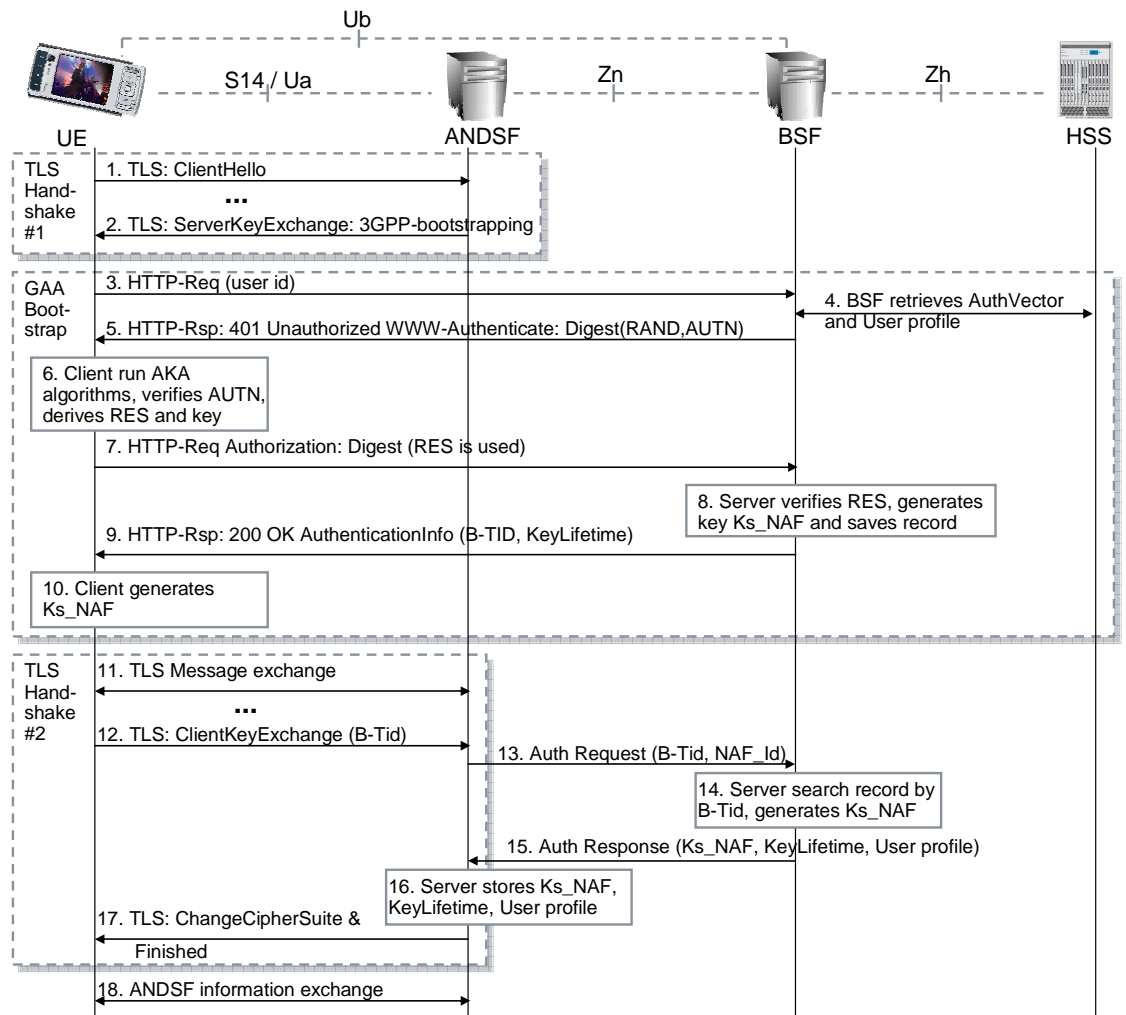 Ub
S14 / Ua
Zn
Zh
UE
ANDSF
BSF
HSS
TLS
Hand-
shake
#1
1. TLS: ClientHello
...
2. TLS: ServerKeyExchange: 3GPP-bootstrapping
GAA
Boot-
strap
3. HTTP-Req (user id)
4. BSF retrieves AuthVector
and User profile
5. HTTP-Rsp: 401 Unauthorized WWW-Authenticate: Digest(RAND,AUTN)
6. Client run AKA
algorithms, verifies AUTN,
derives RES and key
7. HTTP-Req Authorization: Digest (RES is used)
8. Server verifies RES, generates
key Ks_NAF and saves record
9. HTTP-Rsp: 200 OK AuthenticationInfo (B-TID, KeyLifetime)
10. Client generates
Ks_NAF
TLS
Hand-
shake
#2
11. TLS Message exchange
...
12. TLS: ClientKeyExchange (B-Tid)
13. Auth Request (B-Tid, NAF_Id)
14. Server search record by
B-Tid, generates Ks_NAF
15. Auth Response (Ks_NAF, KeyLifetime, User profile)
16. Server stores Ks_NAF,
KeyLifetime, User profile
17. TLS: ChangeCipherSuite &
Finished
18. ANDSF information exchange